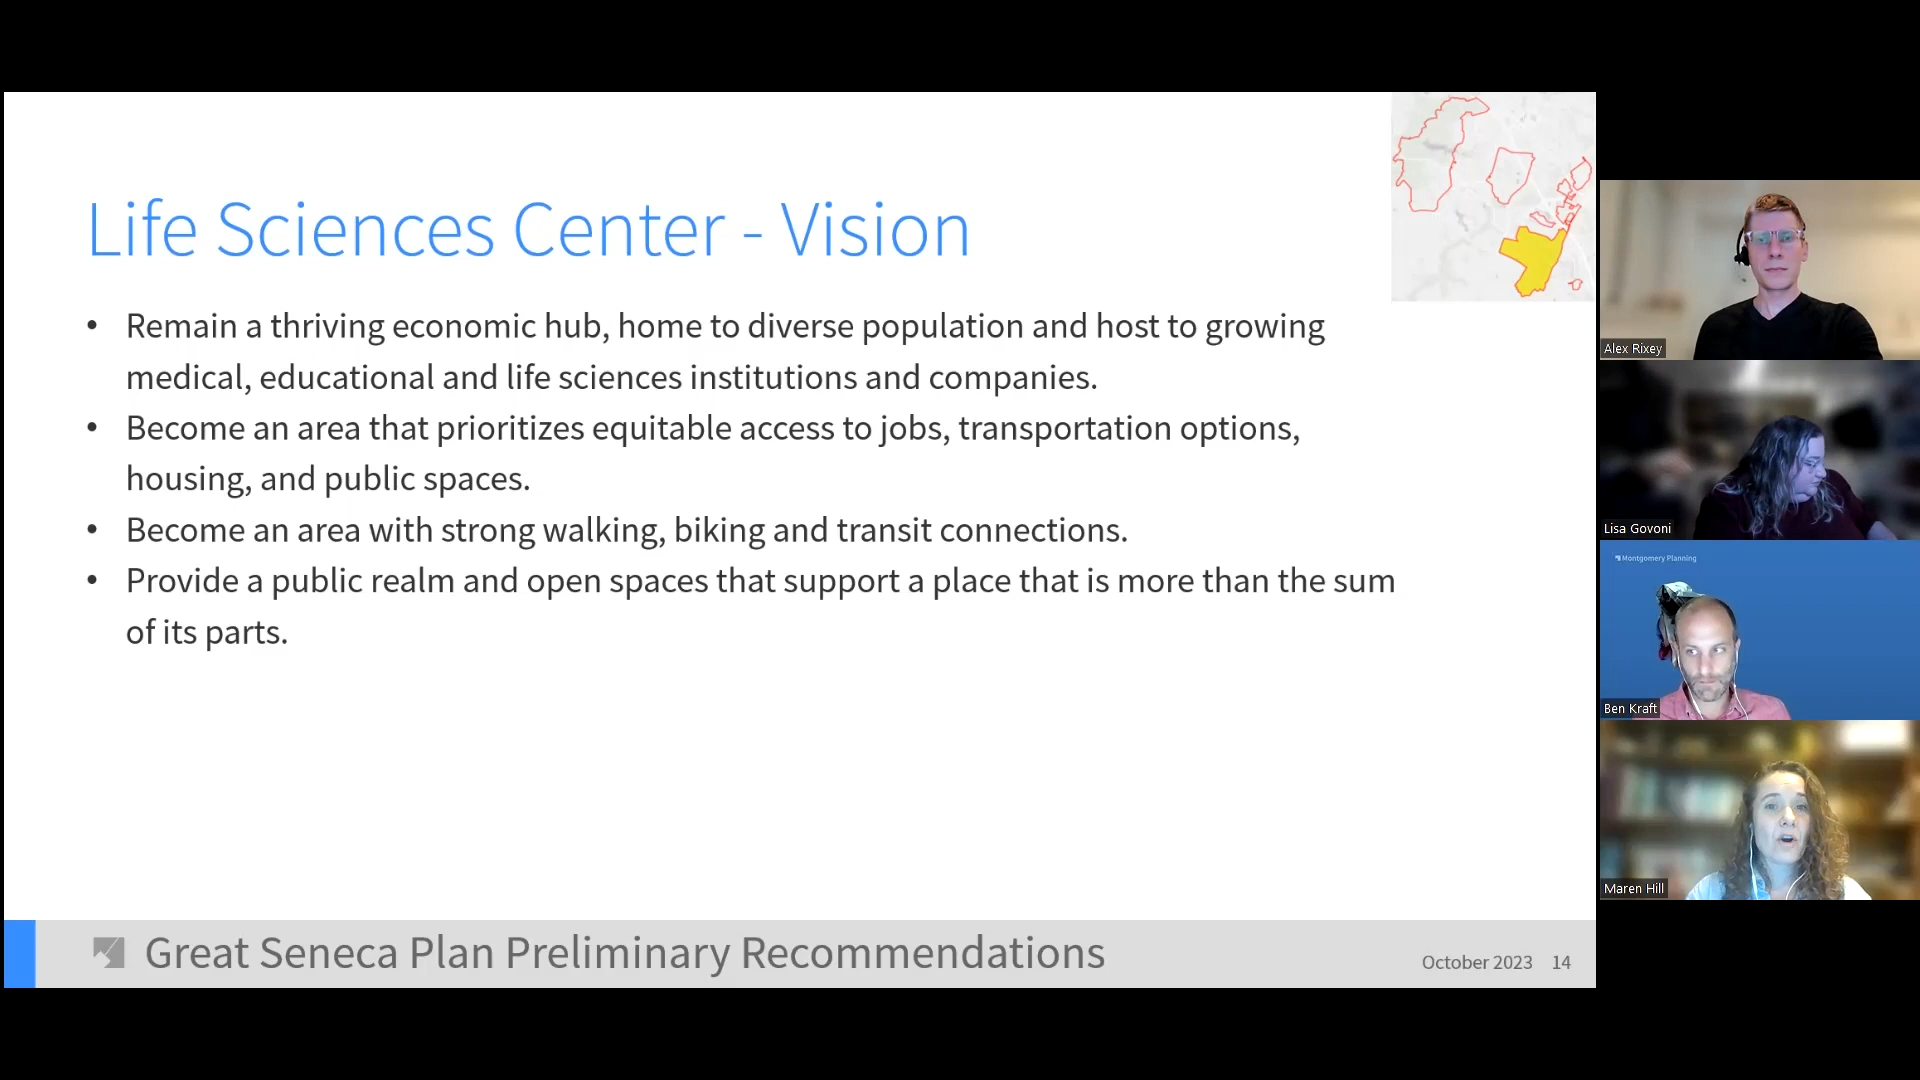 Life Sciences Center - Vision
• Remain a thriving economic hub, home to diverse population and host to growing
medical, educational and life sciences institutions and companies.
• Become an area that prioritizes equitable access to jobs, transportation options,
housing, and public spaces.
• Become an area with strong walking, biking and transit connections.
• Provide a public realm and open spaces that support a place that is more than the sum
of its parts.
Great Seneca Plan Preliminary Recommendations
October 2023 14
Alex Rixey
Lisa Govoni
Montgomery Planning
Ben Kraft
Maren Hill